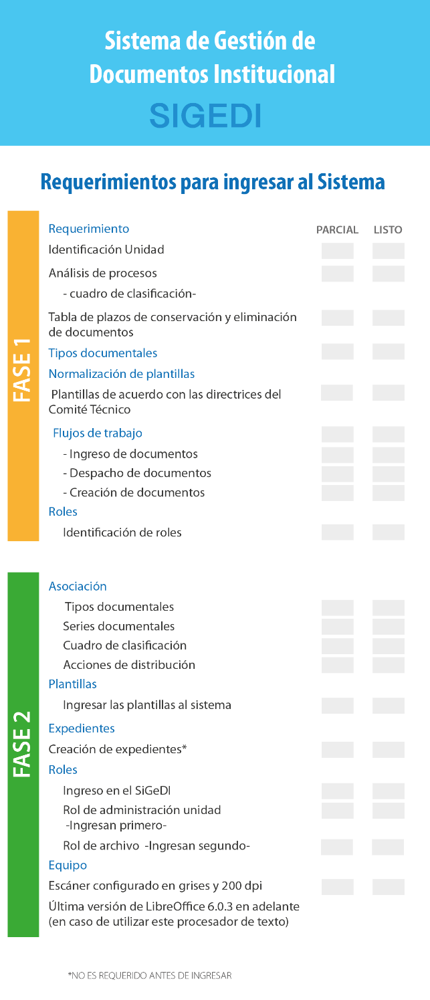 Sistema de Gestión de
Documentos Institucional
SIGEDI
Requerimientos para ingresar al Sistema
FASE 1
Requerimiento PARCIAL LISTO
Identificación Unidad
Análisis de procesos
- cuadro de clasificación-
Tabla de plazos de conservación y eliminación
de documentos
Tipos documentales
Normalización de plantillas
Plantillas de acuerdo con las directrices del
Comité Técnico
Flujos de trabajo
- Ingreso de documentos
- Despacho de documentos
- Creación de documentos
Roles
Identificación de roles
FASE 2
Asociación
Tipos documentales
Series documentales
Cuadro de clasificación
Acciones de distribución
Plantillas
Ingresar las plantillas al sistema
Expedientes
Creación de expedientes*
Roles
Ingreso en el SiGeDI
Rol de administración unidad
-Ingresan primero-
Rol de archivo -Ingresan segundo-
Equipo
Escáner configurado en grises y 200 dpi
Última versión de LibreOffice 6.0.3 en adelante
(en caso de utilizar este procesador de texto)
*NO ES REQUERIDO ANTES DE INGRESAR